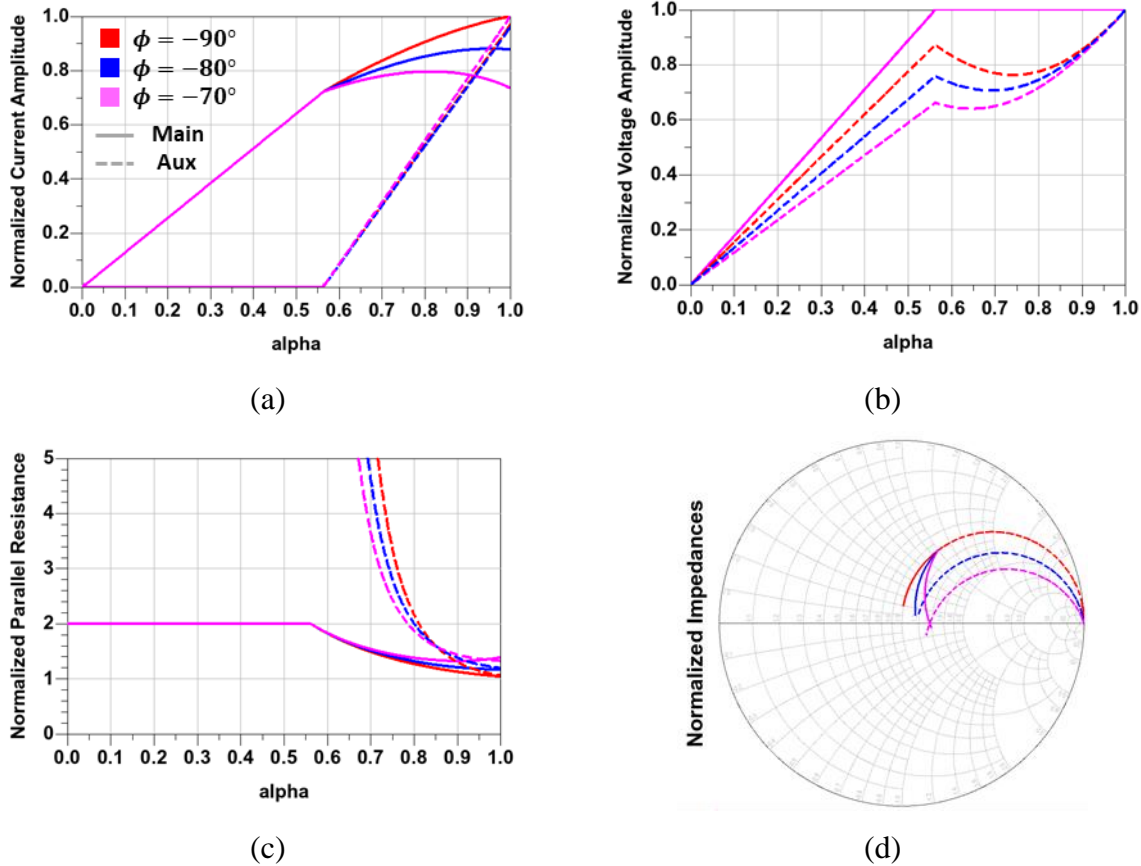 Normalized Current Amplitude
1.0
0.8
0.6
0.4
0.2
0.0
ϕ = −90°
ϕ = −80°
ϕ = −70°
Main
Aux
0.0 0.1 0.2 0.3 0.4 0.5 0.6 0.7 0.8 0.9 1.0
alpha
(a)
Normalized Voltage Amplitude
1.0
0.8
0.6
0.4
0.2
0.0
0.0 0.1 0.2 0.3 0.4 0.5 0.6 0.7 0.8 0.9 1.0
alpha
(b)
Normalized Parallel Resistance
5
4
3
2
1
0
0.0 0.1 0.2 0.3 0.4 0.5 0.6 0.7 0.8 0.9 1.0
alpha
(c)
Normalized Impedances
(d)